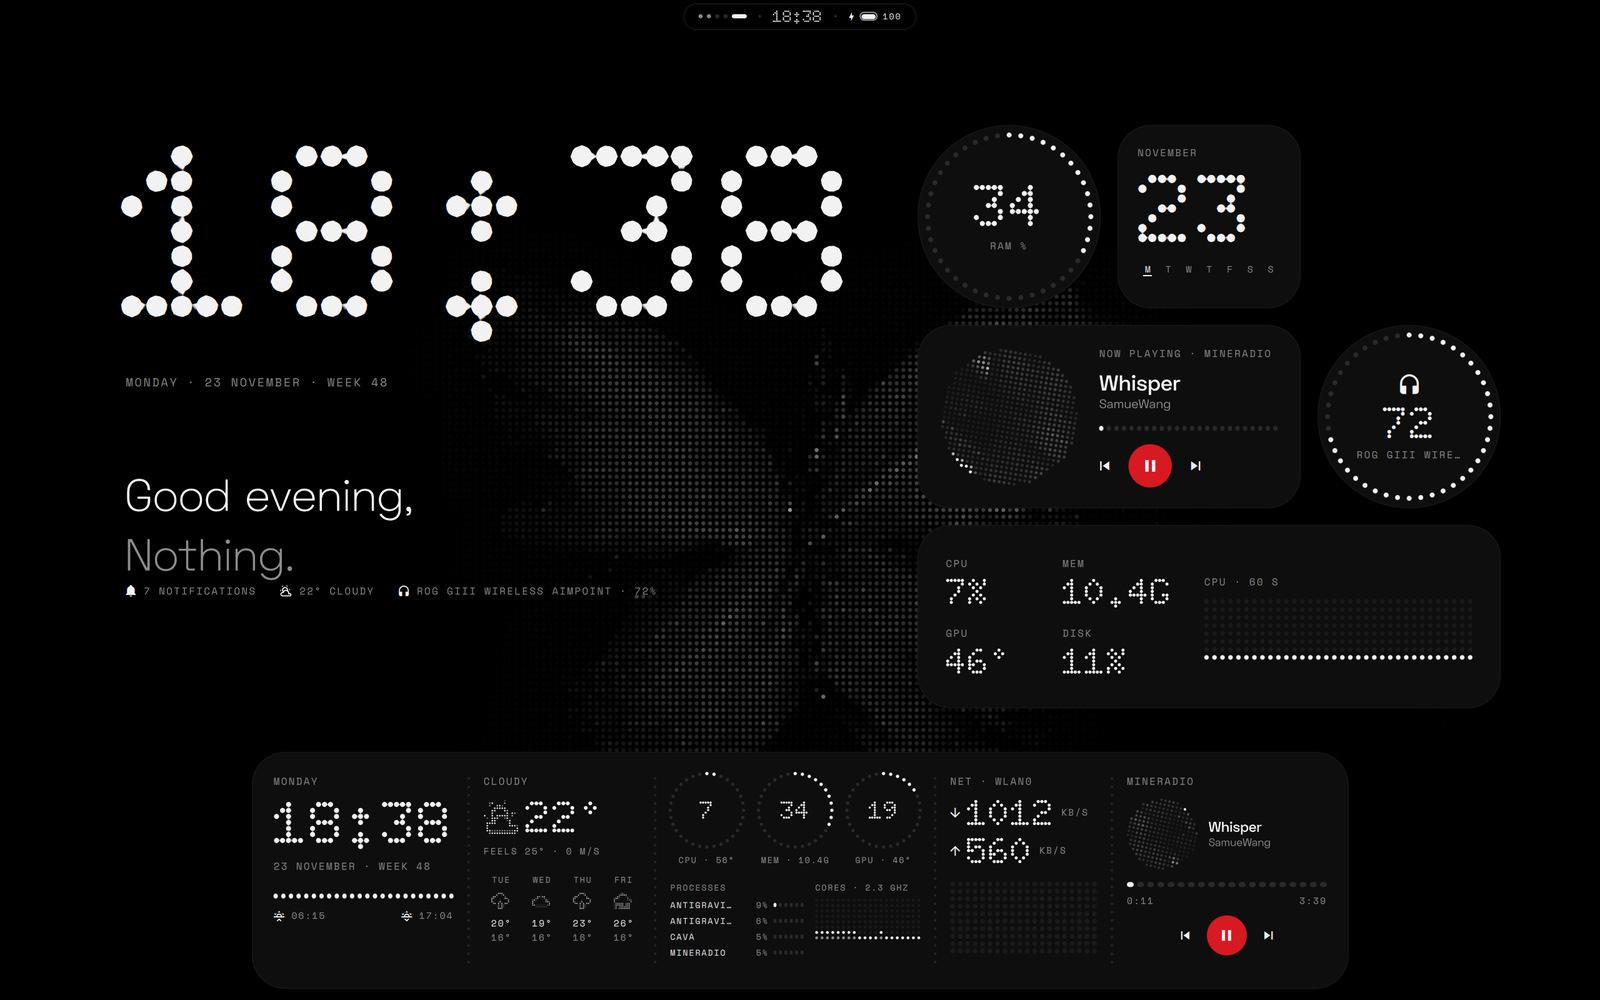 18:38 · 100
18:38
MONDAY · 23 NOVEMBER · WEEK 48
Good evening,
Nothing.
7 NOTIFICATIONS 22° CLOUDY ROG GIII WIRELESS AIMPOINT · 72%
34
RAM %
NOVEMBER
23
M T W T F S S
NOW PLAYING · MINERADIO
Whisper
SamueWang
72
ROG GIII WIRE…
CPU
7%
MEM
10.4G
GPU
46°
DISK
11%
CPU · 60 S
MONDAY
18:38
23 NOVEMBER · WEEK 48
06:15 17:04
CLOUDY
22°
FEELS 25° · 0 M/S
TUE WED THU FRI
20° 19° 23° 26°
16° 16° 16° 16°
7 34 19
CPU · 56° MEM · 10.4G GPU · 46°
PROCESSES
ANTIGRAVI… 9%
ANTIGRAVI… 6%
CAVA 5%
MINERADIO 5%
CORES · 2.3 GHZ
NET · WLAN0
↓1012 KB/S
↑560 KB/S
MINERADIO
Whisper
SamueWang
0:11 3:39